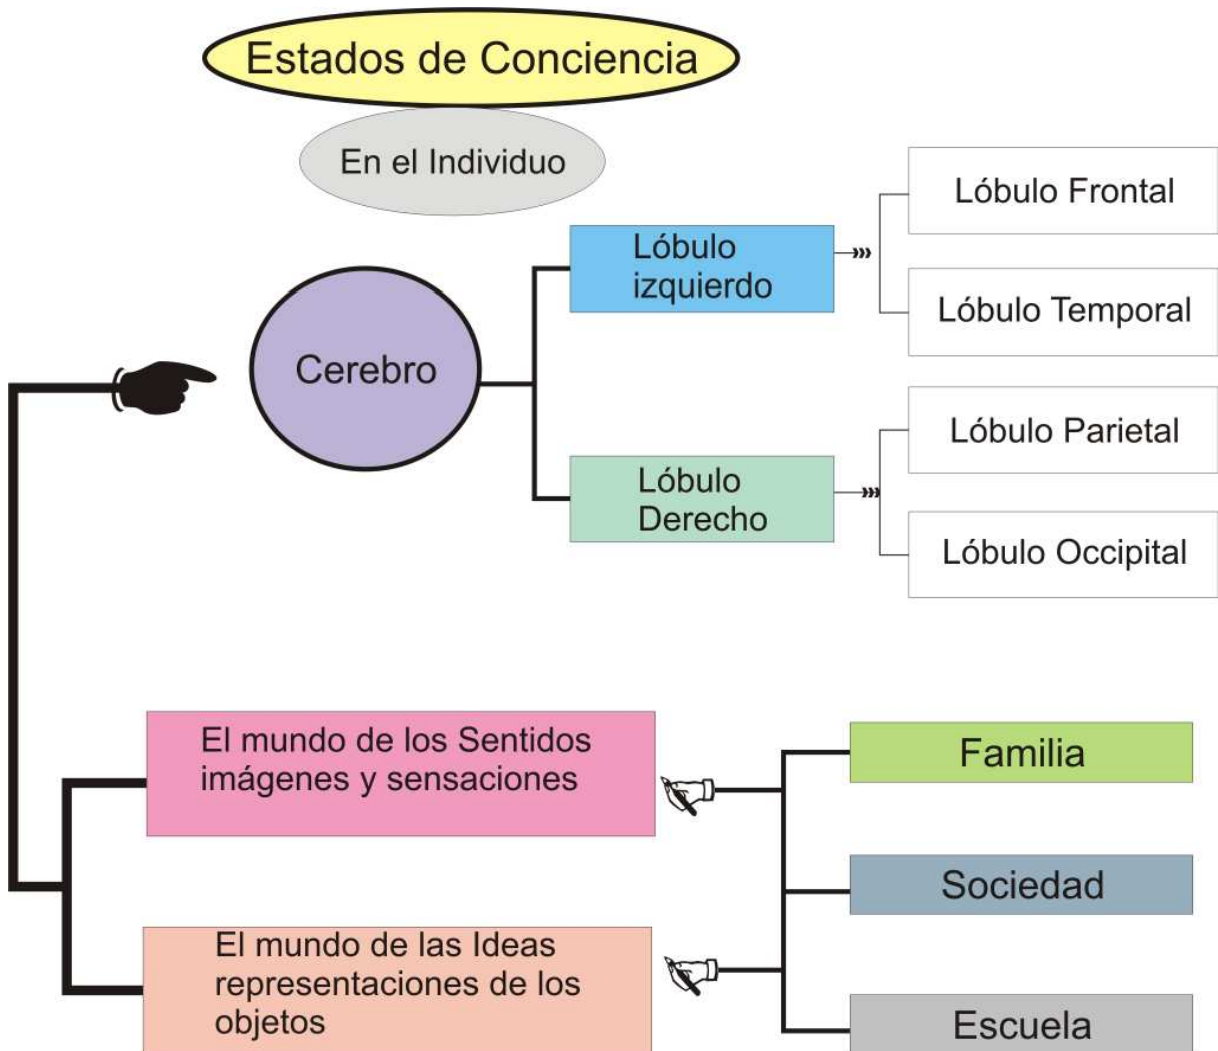 Estados de Conciencia
En el Individuo
Lóbulo
izquierdo
Lóbulo Frontal
Lóbulo Temporal
Cerebro
Lóbulo
Derecho
Lóbulo Parietal
Lóbulo Occipital
El mundo de los Sentidos
imágenes y sensaciones
El mundo de las Ideas
representaciones de los
objetos
Familia
Sociedad
Escuela